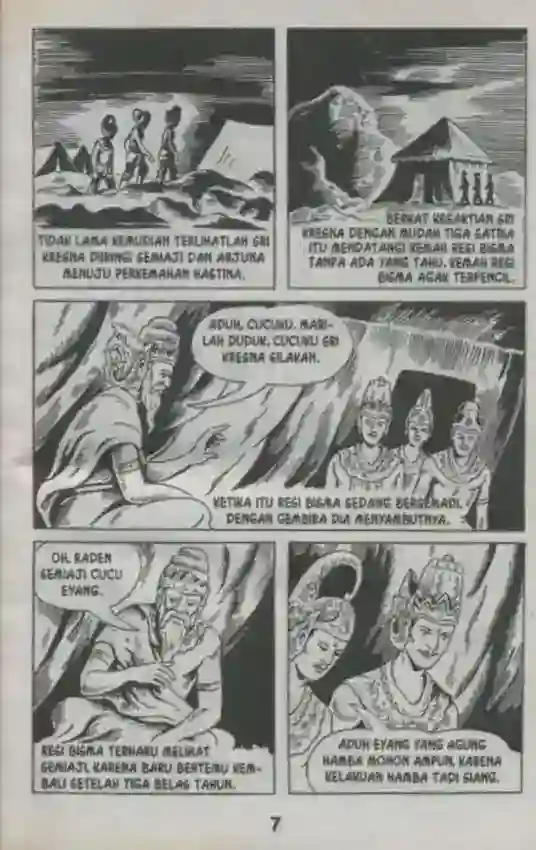 TIDAK LAMA KEMUDIAN TERLIHATLAH SRI
KRESNA DIIRINGI SEMIAJI DAN ARJUNA
MENUJU PERKEMAHAN HASTINA.
BERKAT KESAKTIAN SRI
KRESNA DENGAN MUDAH TIGA SATRIA
ITU MENDATANGI KEMAH RESI BISMA
TANPA ADA YANG TAHU. KEMAH RESI
BISMA AGAK TERPENCIL.
ADUH, CUCUKU. MARI-
LAH DUDUK, CUCUKU SRI
KRESNA SILAKAN.
KETIKA ITU RESI BISMA SEDANG BERSEMADI.
DENGAN GEMBIRA DIA MENYAMBUTNYA.
OH, RADEN
SEMIAJI CUCU
EYANG.
RESI BISMA TERHARU MELIHAT
SEMIAJI, KARENA BARU BERTEMU KEM-
BALI SETELAH TIGA BELAS TAHUN.
ADUH EYANG YANG AGUNG
HAMBA MOHON AMPUN, KARENA
KELAKUAN HAMBA TADI SIANG.
7